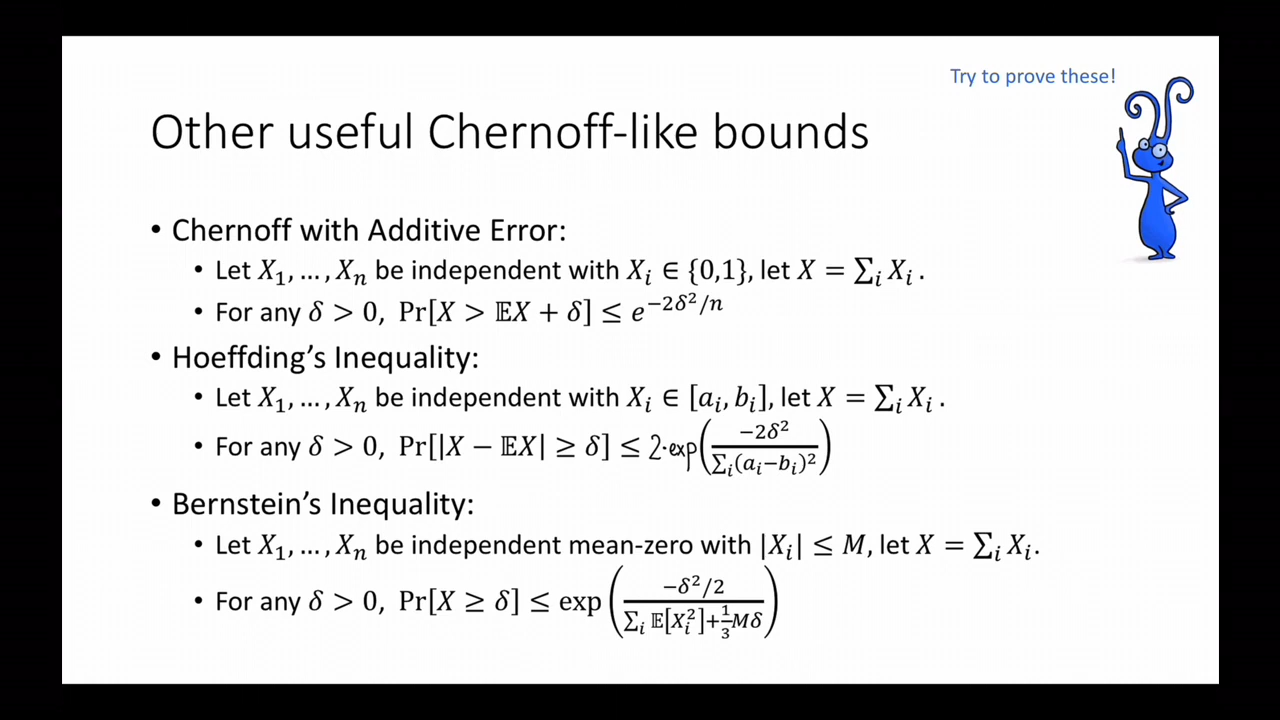 Try to prove these!
Other useful Chernoff-like bounds
• Chernoff with Additive Error:
• Let X₁, … , Xₙ be independent with Xᵢ ∈ {0,1}, let X = ∑ᵢ Xᵢ .
• For any δ > 0, Pr[X > 𝔼X + δ] ≤ e^{−2δ²/n}
• Hoeffding’s Inequality:
• Let X₁, … , Xₙ be independent with Xᵢ ∈ [aᵢ, bᵢ], let X = ∑ᵢ Xᵢ .
• For any δ > 0, Pr[|X − 𝔼X| ≥ δ] ≤ 2·exp(−2δ² / ∑ᵢ(aᵢ−bᵢ)²)
• Bernstein’s Inequality:
• Let X₁, … , Xₙ be independent mean-zero with |Xᵢ| ≤ M, let X = ∑ᵢ Xᵢ.
• For any δ > 0, Pr[X ≥ δ] ≤ exp((−δ²/2) / (∑ᵢ 𝔼[Xᵢ²]+⅓Mδ))